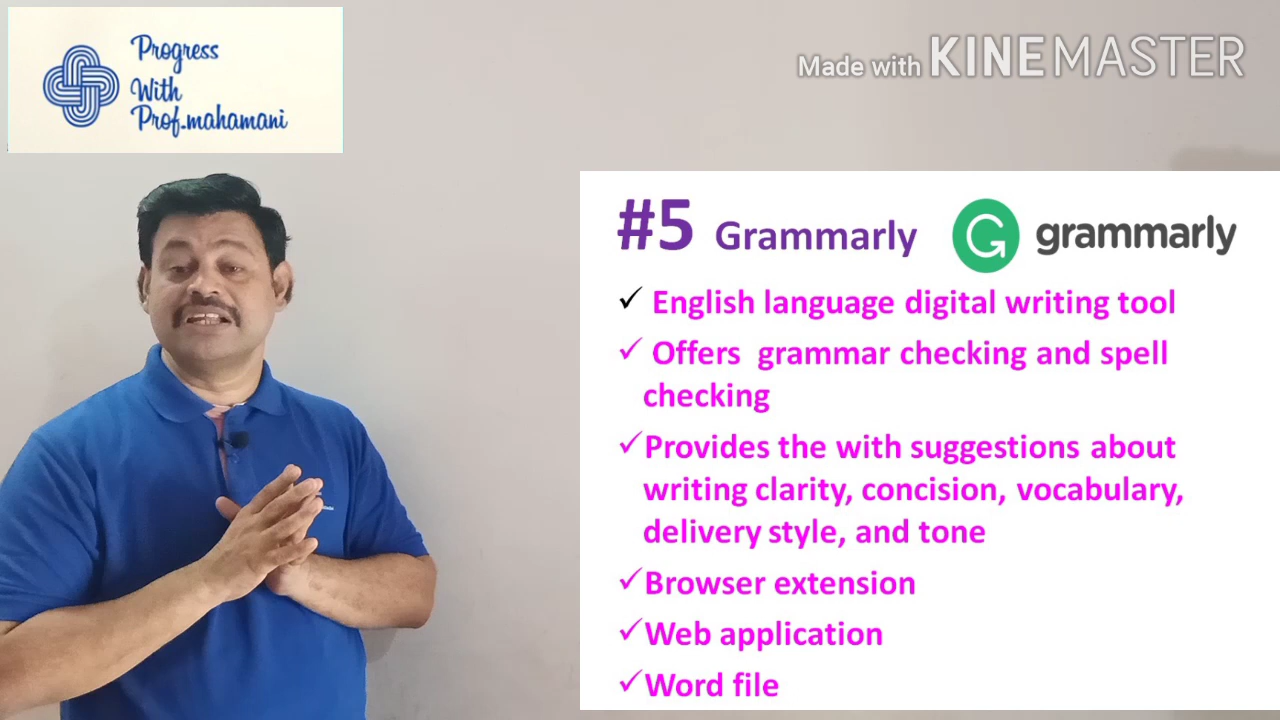 Progress
With
Prof.mahamani
Made with KINEMASTER
#5 Grammarly grammarly
✓ English language digital writing tool
✓ Offers grammar checking and spell
checking
✓Provides the with suggestions about
writing clarity, concision, vocabulary,
delivery style, and tone
✓Browser extension
✓Web application
✓Word file